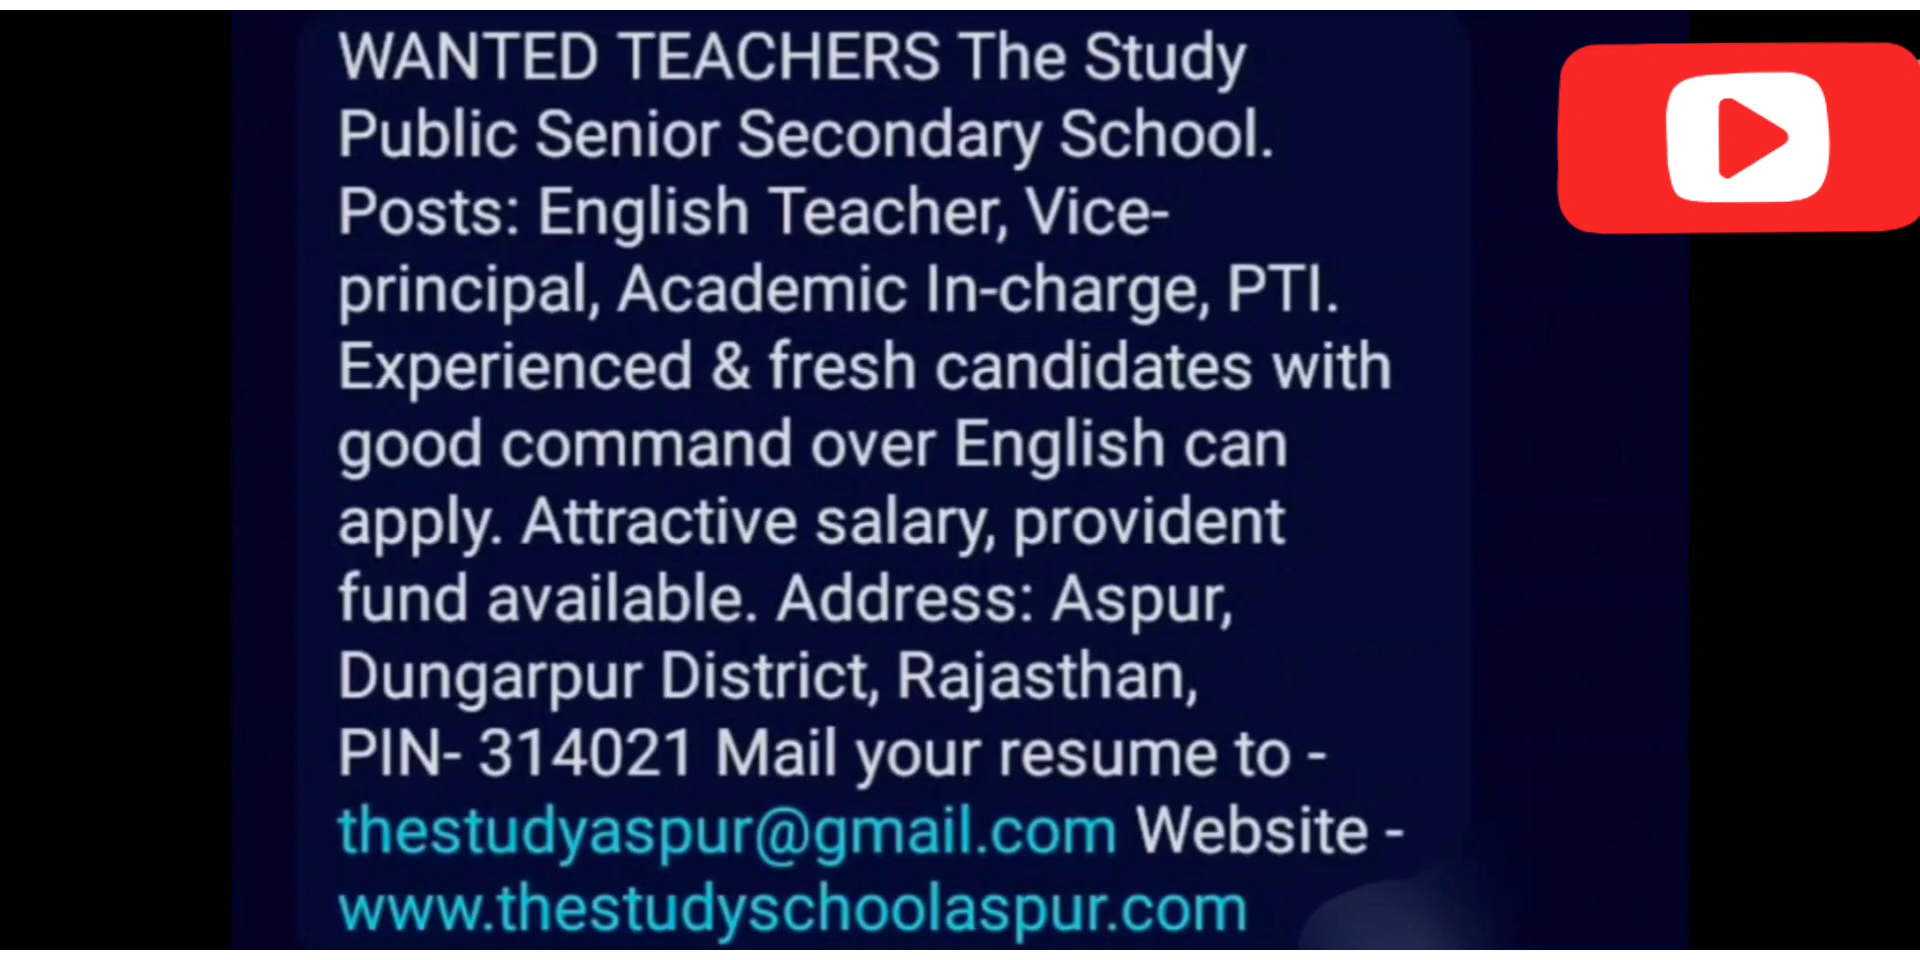 WANTED TEACHERS The Study
Public Senior Secondary School.
Posts: English Teacher, Vice-
principal, Academic In-charge, PTI.
Experienced & fresh candidates with
good command over English can
apply. Attractive salary, provident
fund available. Address: Aspur,
Dungarpur District, Rajasthan,
PIN- 314021 Mail your resume to -
thestudyaspur@gmail.com Website -
www.thestudyschoolaspur.com